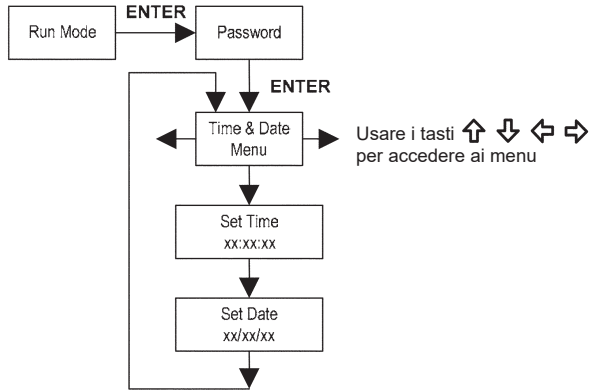 ENTER
Run Mode
Password
ENTER
Time & Date
Menu
Usare i tasti
per accedere ai menu
Set Time
xx:xx:xx
Set Date
xx/xx/xx